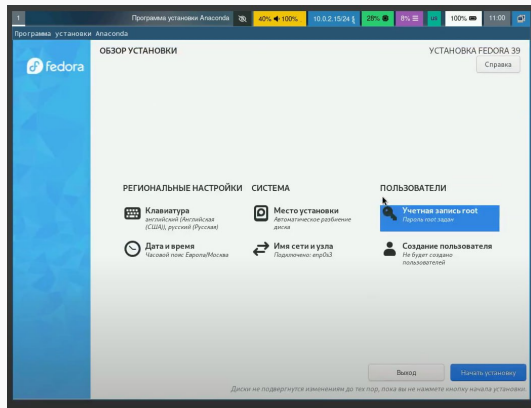 1 Программа установки Anaconda 40% 100% 10.0.2.15/24 28% 8% us 100% 11:00
Программа установки Anaconda
fedora
ОБЗОР УСТАНОВКИ
УСТАНОВКА FEDORA 39
Справка
РЕГИОНАЛЬНЫЕ НАСТРОЙКИ
Клавиатура
английский (Английская
(США)), русский (Русская)
Дата и время
Часовой пояс Европа/Москва
СИСТЕМА
Место установки
Автоматическое разбиение
диска
Имя сети и узла
Подключено: enp0s3
ПОЛЬЗОВАТЕЛИ
Учетная запись root
Пароль root задан
Создание пользователя
Не будет создано
пользователей
Выход
Начать установку
Диски не подвергнутся изменениям до тех пор, пока вы не нажмете кнопку начала установки.